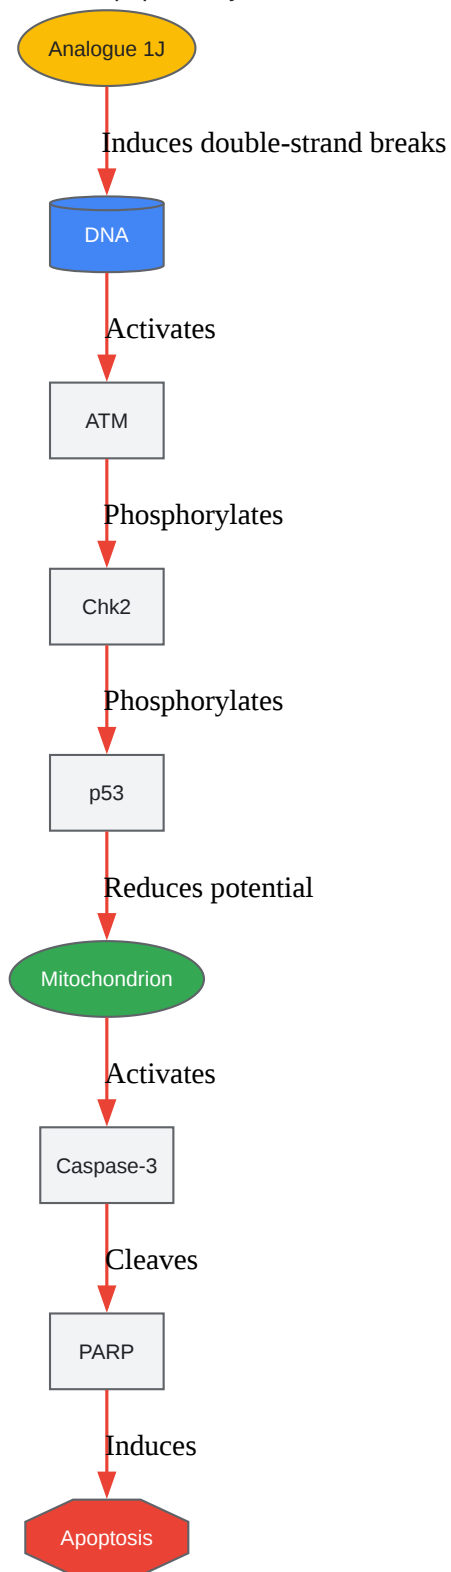 Analogue 1J
Induces double-strand breaks
DNA
Activates
ATM
Phosphorylates
Chk2
Phosphorylates
p53
Reduces potential
Mitochondrion
Activates
Caspase-3
Cleaves
PARP
Induces
Apoptosis